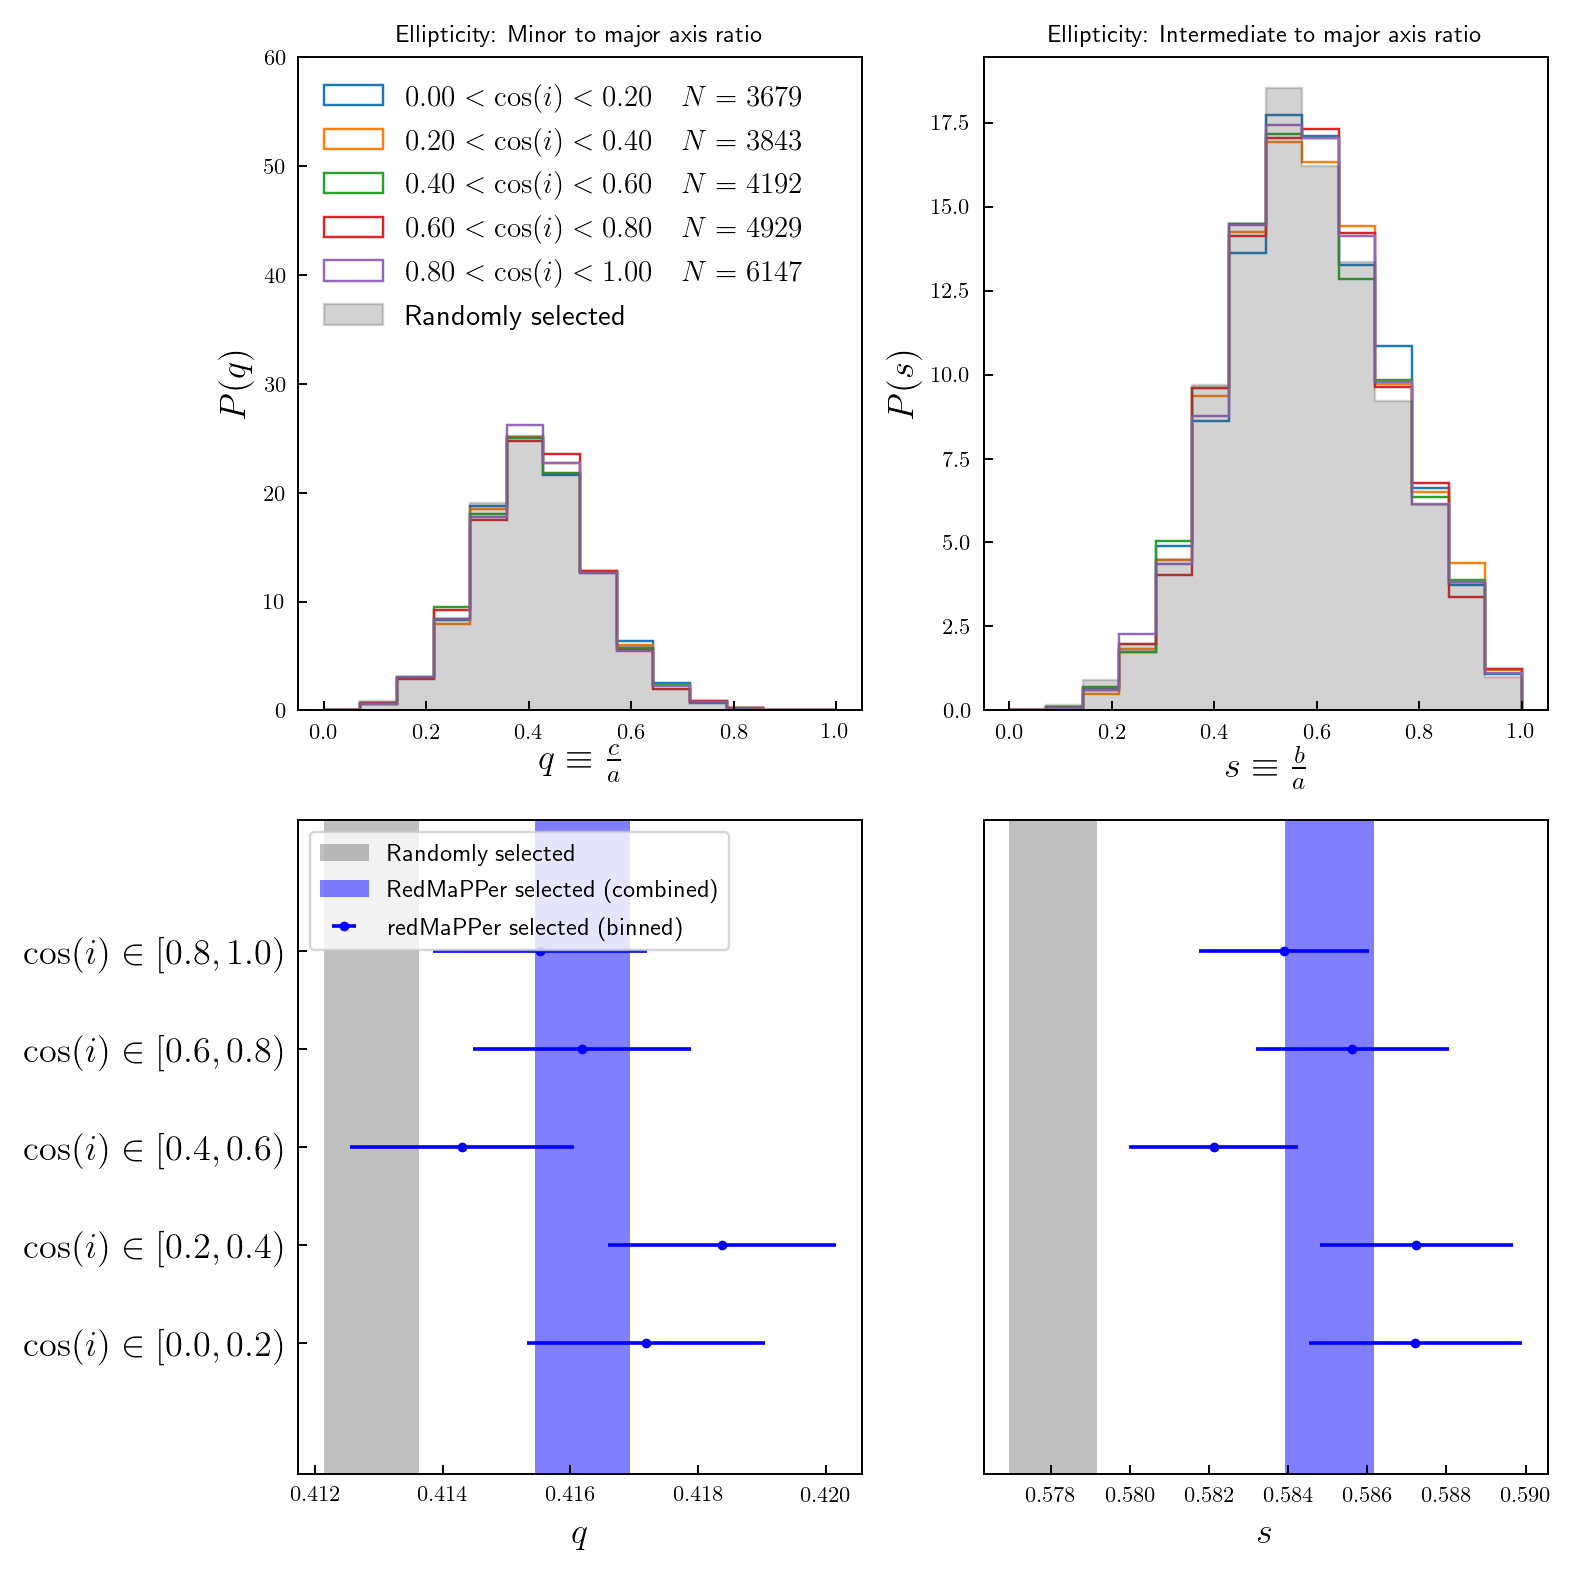 Ellipticity: Minor to major axis ratio
60
50
40
30
20
10
0
P(q)
0.00 < cos(i) < 0.20 N = 3679
0.20 < cos(i) < 0.40 N = 3843
0.40 < cos(i) < 0.60 N = 4192
0.60 < cos(i) < 0.80 N = 4929
0.80 < cos(i) < 1.00 N = 6147
Randomly selected
0.0 0.2 0.4 0.6 0.8 1.0
q ≡ c/a
Ellipticity: Intermediate to major axis ratio
17.5
15.0
12.5
10.0
7.5
5.0
2.5
0.0
P(s)
0.0 0.2 0.4 0.6 0.8 1.0
s ≡ b/a
Randomly selected
RedMaPPer selected (combined)
redMaPPer selected (binned)
cos(i) ∈ [0.8, 1.0)
cos(i) ∈ [0.6, 0.8)
cos(i) ∈ [0.4, 0.6)
cos(i) ∈ [0.2, 0.4)
cos(i) ∈ [0.0, 0.2)
0.412 0.414 0.416 0.418 0.420
q
0.578 0.580 0.582 0.584 0.586 0.588 0.590
s